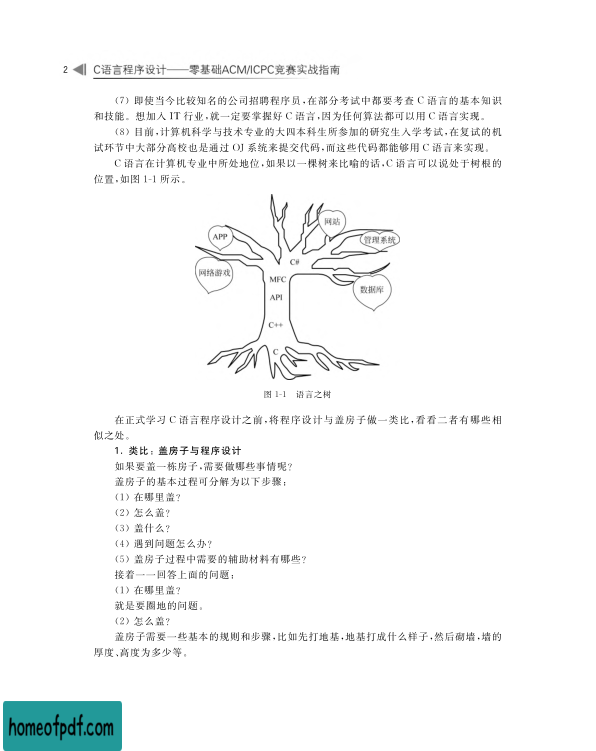 2 C语言程序设计——零基础ACM/ICPC竞赛实战指南
(7) 即使当今比较知名的公司招聘程序员,在部分考试中都要考查 C 语言的基本知识
和技能。想加入 IT 行业,就一定要掌握好 C 语言,因为任何算法都可以用 C 语言实现。
(8) 目前,计算机科学与技术专业的大四本科生所参加的研究生入学考试,在复试的机
试环节中大部分高校也是通过 OJ 系统来提交代码,而这些代码都能够用 C 语言来实现。
C 语言在计算机专业中所处地位,如果以一棵树来比喻的话,C 语言可以说处于树根的
位置,如图 1-1 所示。
网站
APP
管理系统
C#
网络游戏
MFC
数据库
API
C++
C
图 1-1 语言之树
在正式学习 C 语言程序设计之前,将程序设计与盖房子做一类比,看看二者有哪些相
似之处。
1. 类比:盖房子与程序设计
如果要盖一栋房子,需要做哪些事情呢?
盖房子的基本过程可分解为以下步骤:
(1) 在哪里盖?
(2) 怎么盖?
(3) 盖什么?
(4) 遇到问题怎么办?
(5) 盖房子过程中需要的辅助材料有哪些?
接着一一回答上面的问题:
(1) 在哪里盖?
就是要圈地的问题。
(2) 怎么盖?
盖房子需要一些基本的规则和步骤,比如先打地基,地基打成什么样子,然后砌墙,墙的
厚度、高度为多少等。
homeofpdf.com